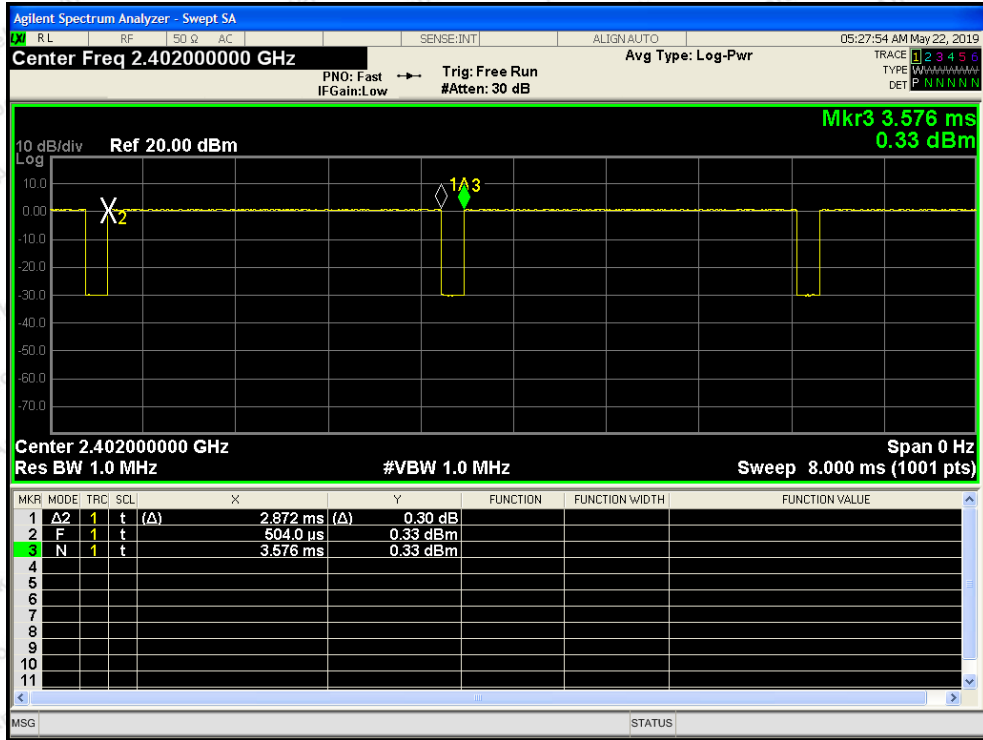 Agilent Spectrum Analyzer - Swept SA
LXI RL RF 50 Ω AC SENSE:INT ALIGN AUTO 05:27:54 AM May 22, 2019
Center Freq 2.402000000 GHz
PNO: Fast Trig: Free Run Avg Type: Log-Pwr TRACE 1 2 3 4 5 6
IFGain:Low #Atten: 30 dB TYPE WWWWWW
DET P N N N N N
Mkr3 3.576 ms
10 dB/div Ref 20.00 dBm 0.33 dBm
Log
10.0
0.00
-10.0
-20.0
-30.0
-40.0
-50.0
-60.0
-70.0
2 1Δ 3
Center 2.402000000 GHz Span 0 Hz
Res BW 1.0 MHz #VBW 1.0 MHz Sweep 8.000 ms (1001 pts)
MKR MODE TRC SCL X Y FUNCTION FUNCTION WIDTH FUNCTION VALUE
1 Δ2 1 t (Δ) 2.872 ms (Δ) 0.30 dB
2 F 1 t 504.0 µs 0.33 dBm
3 N 1 t 3.576 ms 0.33 dBm
4
5
6
7
8
9
10
11
MSG STATUS